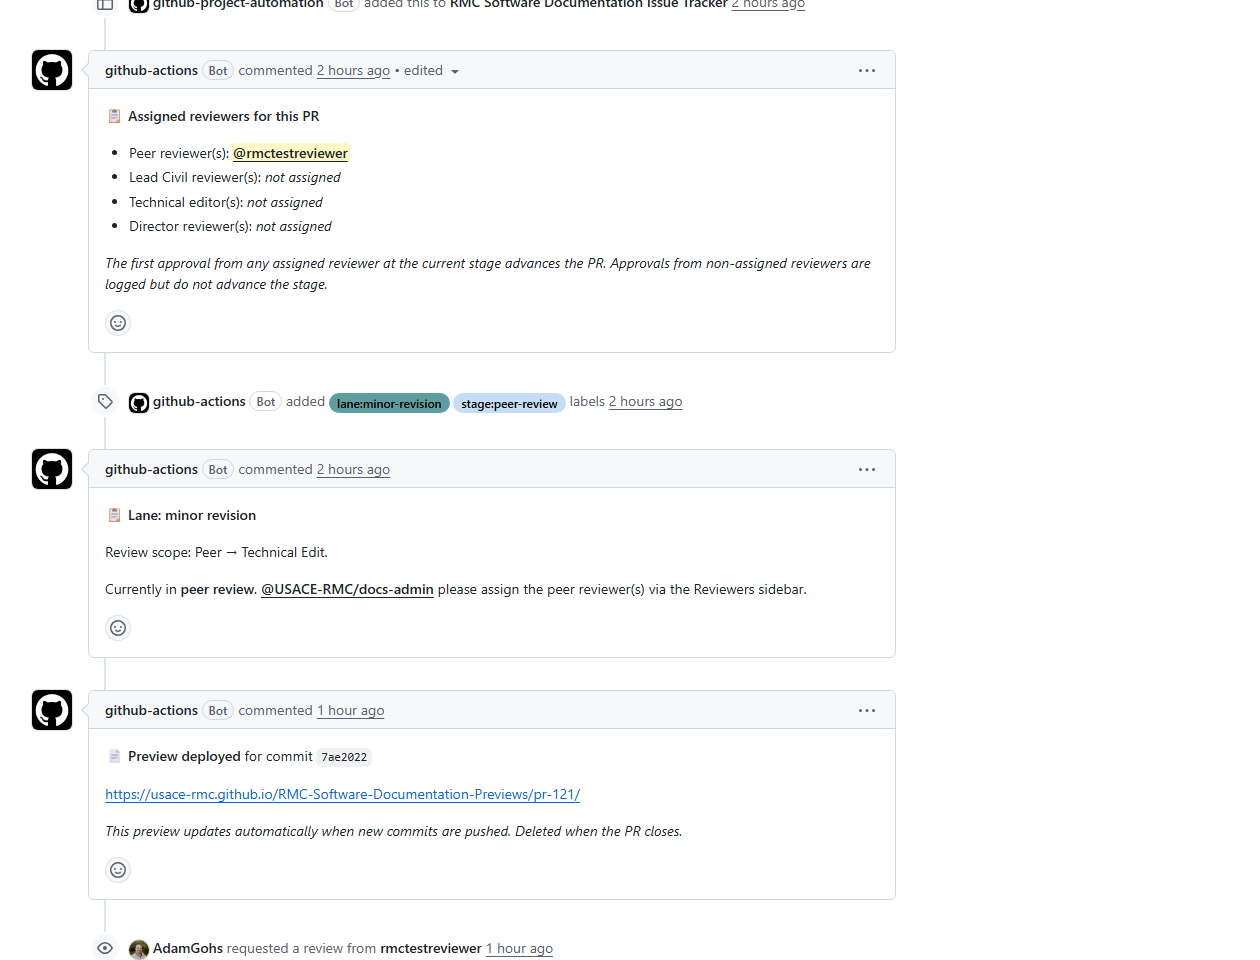 github-project-automation Bot added this to RMC Software Documentation Issue Tracker 2 hours ago
github-actions Bot commented 2 hours ago • edited
Assigned reviewers for this PR
• Peer reviewer(s): @rmctestreviewer
• Lead Civil reviewer(s): not assigned
• Technical editor(s): not assigned
• Director reviewer(s): not assigned
The first approval from any assigned reviewer at the current stage advances the PR. Approvals from non-assigned reviewers are
logged but do not advance the stage.
github-actions Bot added lane:minor-revision stage:peer-review labels 2 hours ago
github-actions Bot commented 2 hours ago
Lane: minor revision
Review scope: Peer → Technical Edit.
Currently in peer review. @USACE-RMC/docs-admin please assign the peer reviewer(s) via the Reviewers sidebar.
github-actions Bot commented 1 hour ago
Preview deployed for commit 7ae2022
https://usace-rmc.github.io/RMC-Software-Documentation-Previews/pr-121/
This preview updates automatically when new commits are pushed. Deleted when the PR closes.
AdamGohs requested a review from rmctestreviewer 1 hour ago